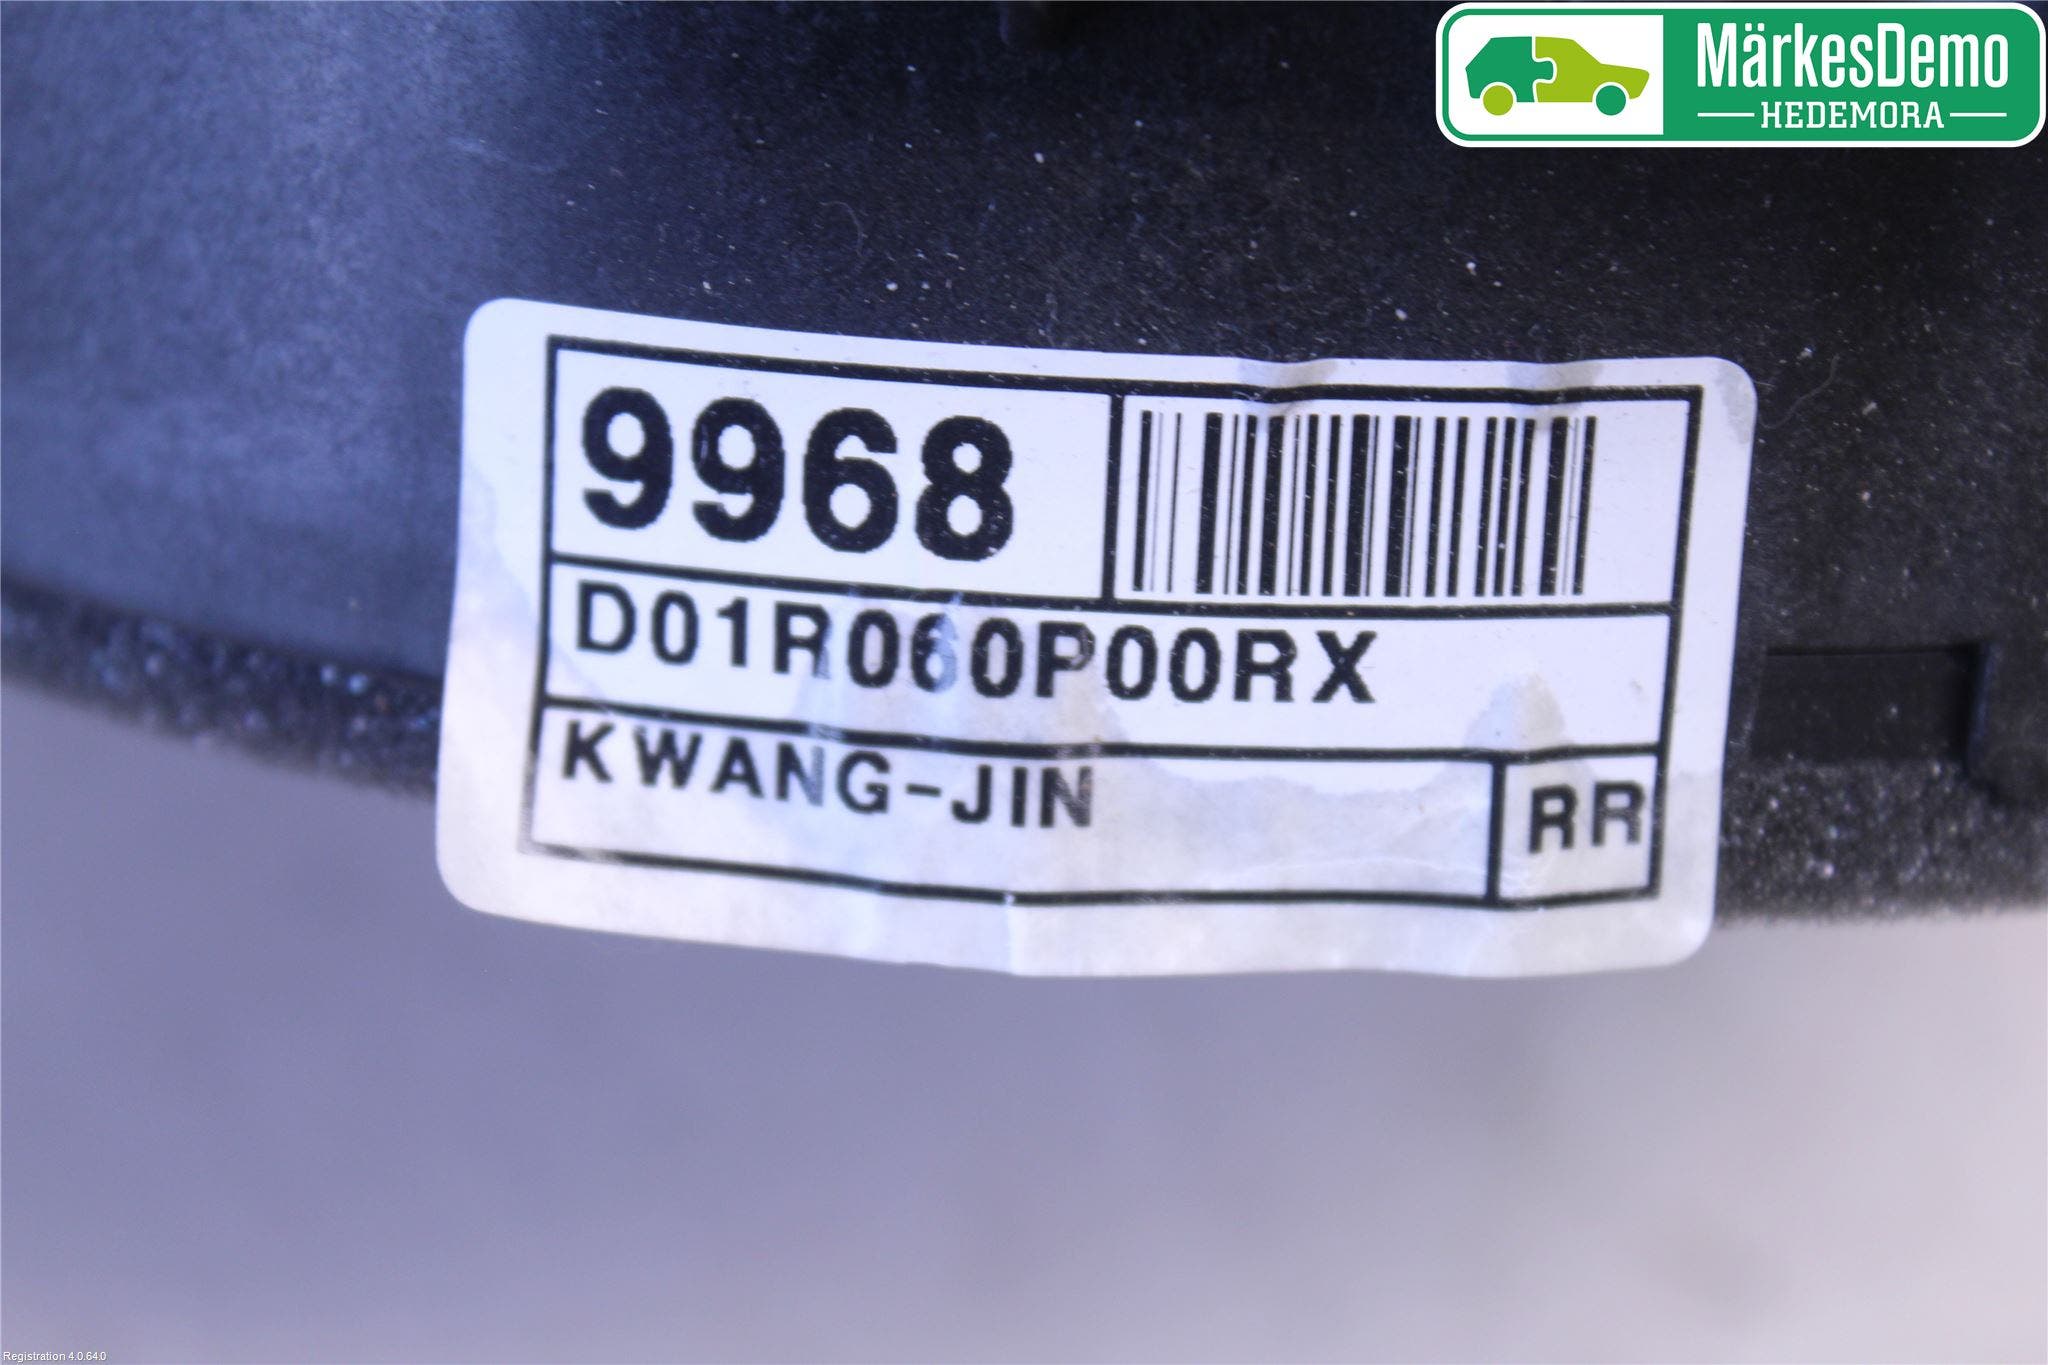 MärkesDemo
HEDEMORA
9968
D01R060P00RX
KWANG-JIN
RR
Registration 4.0.64.0